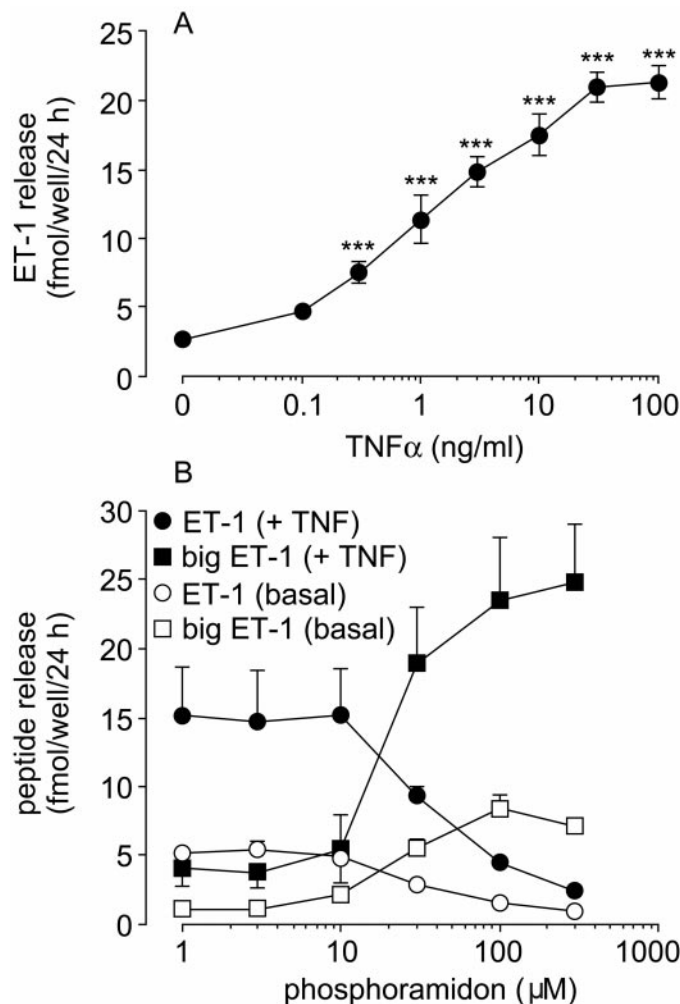 A
ET-1 release
(fmol/well/24 h)
25
20
15
10
5
0
***
***
***
***
***
***
0
0.1
1
10
100
TNFα (ng/ml)
B
peptide release
(fmol/well/24 h)
30
25
20
15
10
5
0
ET-1 (+ TNF)
big ET-1 (+ TNF)
ET-1 (basal)
big ET-1 (basal)
1
10
100
1000
phosphoramidon (µM)